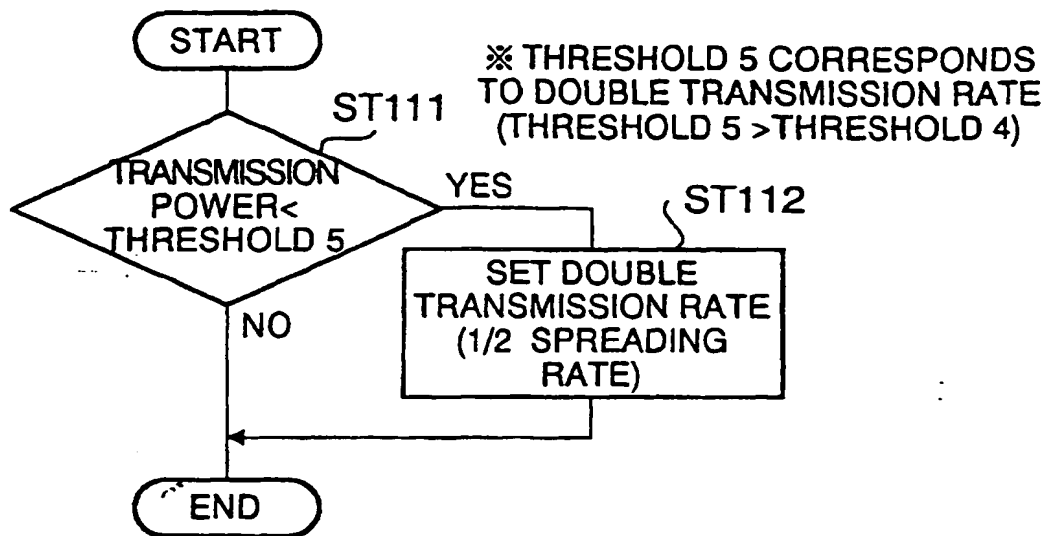 START
※ THRESHOLD 5 CORRESPONDS
TO DOUBLE TRANSMISSION RATE
(THRESHOLD 5 >THRESHOLD 4)
ST111
TRANSMISSION
POWER<
THRESHOLD 5
YES
ST112
SET DOUBLE
TRANSMISSION RATE
(1/2 SPREADING
RATE)
NO
END